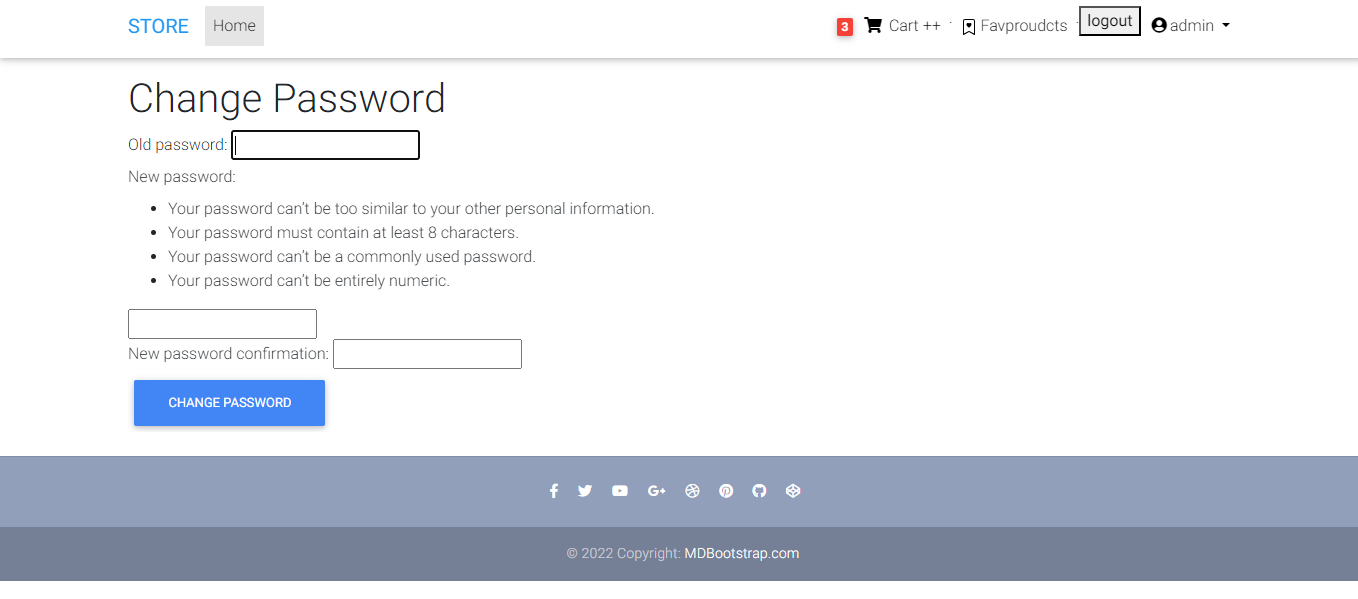 STORE Home 3 Cart ++ Favproudcts logout admin
Change Password
Old password:
New password:
Your password can't be too similar to your other personal information.
Your password must contain at least 8 characters.
Your password can't be a commonly used password.
Your password can't be entirely numeric.
New password confirmation:
CHANGE PASSWORD
© 2022 Copyright: MDBootstrap.com